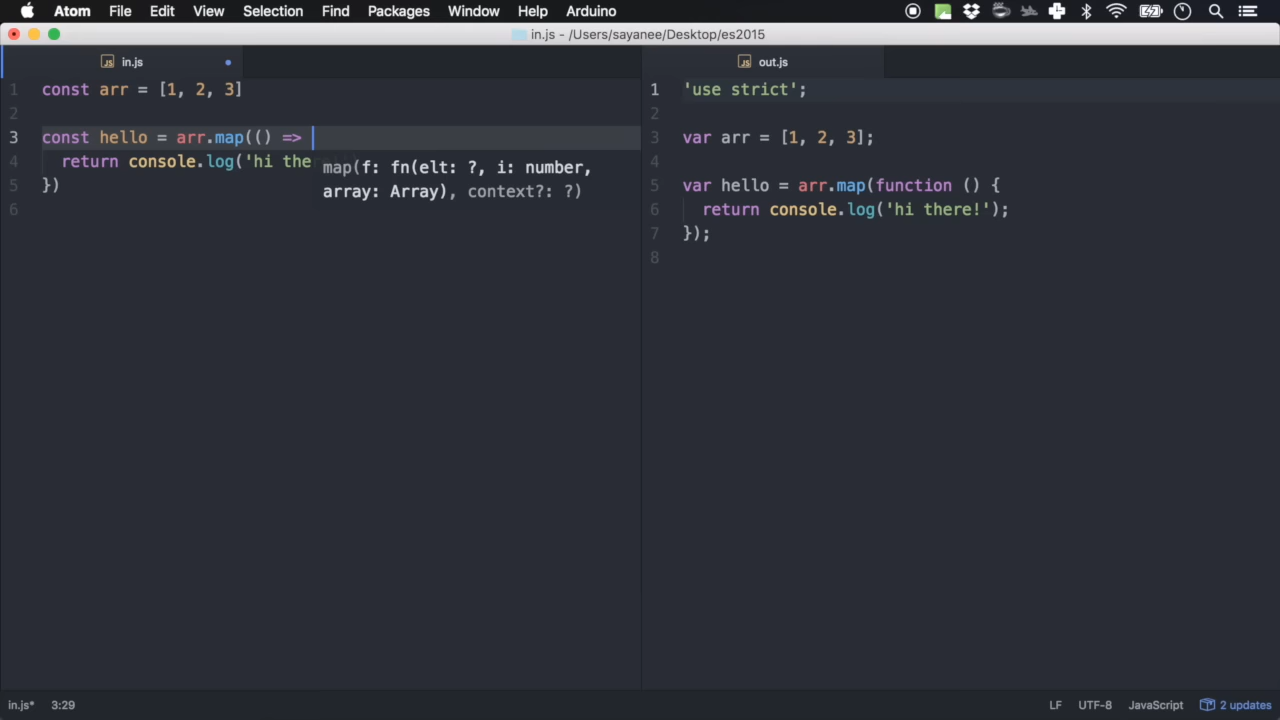 Atom File Edit View Selection Find Packages Window Help Arduino
in.js - /Users/sayanee/Desktop/es2015
in.js
1 const arr = [1, 2, 3]
2
3 const hello = arr.map(() =>
4 return console.log('hi the
5 })
6
map(f: fn(elt: ?, i: number,
array: Array), context?: ?)
out.js
1 'use strict';
2
3 var arr = [1, 2, 3];
4
5 var hello = arr.map(function () {
6 return console.log('hi there!');
7 });
8
in.js* 3:29 LF UTF-8 JavaScript 2 updates